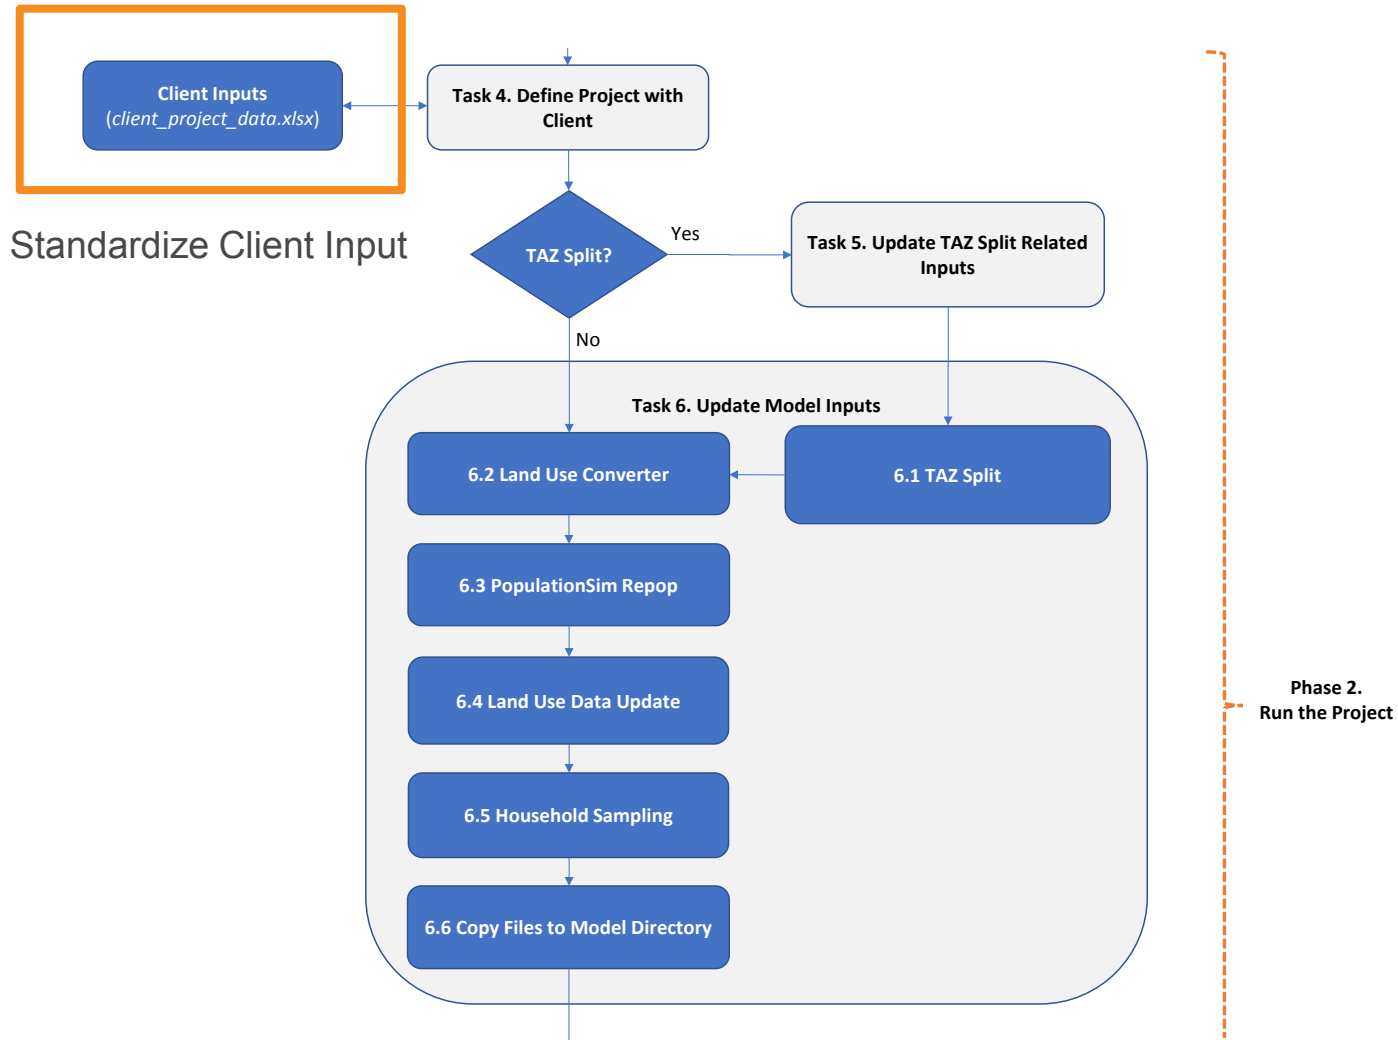 Client Inputs
(client_project_data.xlsx)
Task 4. Define Project with
Client
Standardize Client Input
TAZ Split?
Yes
Task 5. Update TAZ Split Related
Inputs
No
Task 6. Update Model Inputs
6.2 Land Use Converter
6.1 TAZ Split
6.3 PopulationSim Repop
6.4 Land Use Data Update
Phase 2.
Run the Project
6.5 Household Sampling
6.6 Copy Files to Model Directory